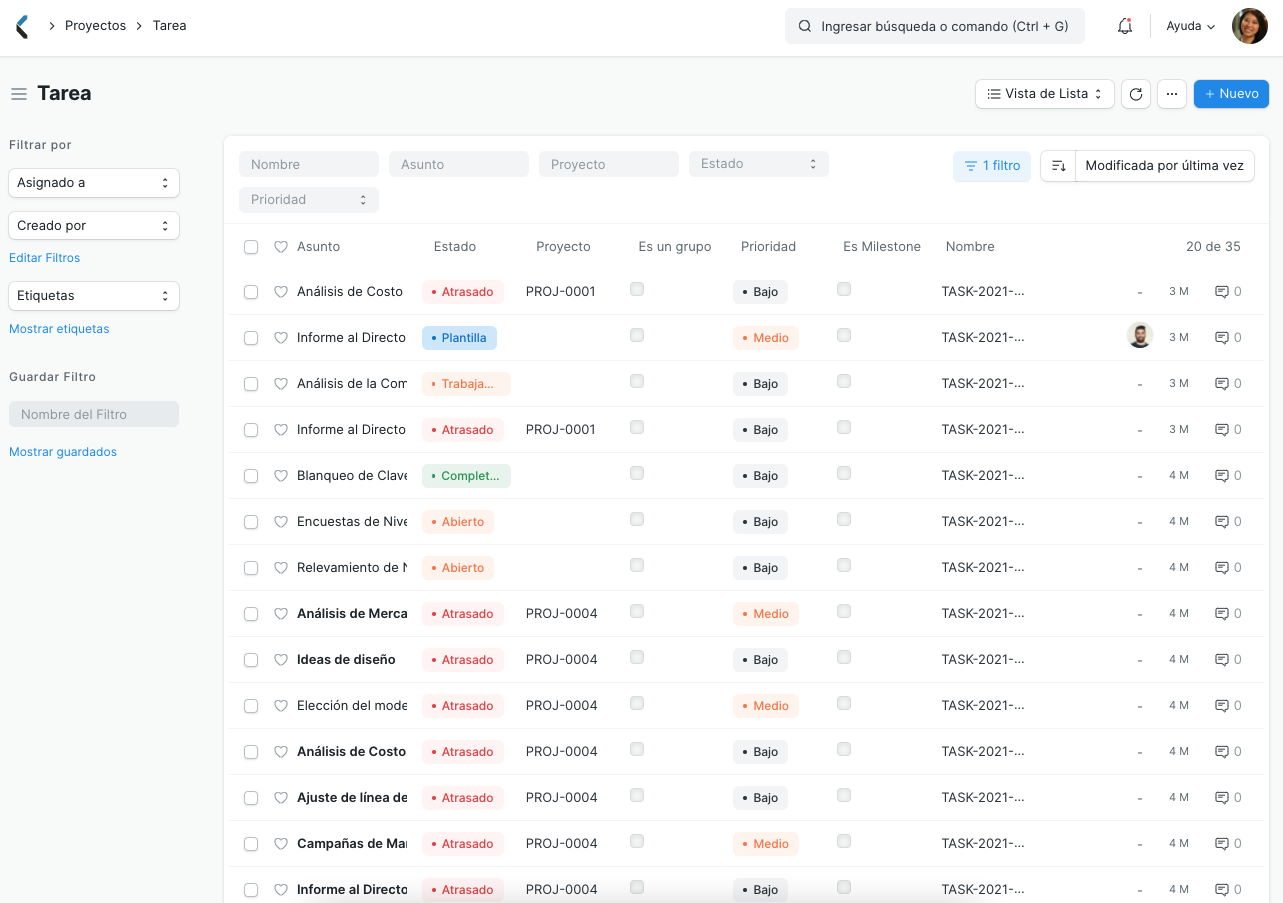 Proyectos Tarea Ingresar búsqueda o comando (Ctrl + G) Ayuda
Tarea Vista de Lista ... + Nuevo
Filtrar por
Asignado a
Creado por
Editar Filtros
Etiquetas
Mostrar etiquetas
Guardar Filtro
Nombre del Filtro
Mostrar guardados
Nombre Asunto Proyecto Estado 1 filtro Modificada por última vez
Prioridad
Asunto Estado Proyecto Es un grupo Prioridad Es Milestone Nombre 20 de 35
Análisis de Costo Atrasado PROJ-0001 Bajo TASK-2021-... - 3 M 0
Informe al Directo Plantilla Medio TASK-2021-... 3 M 0
Análisis de la Com Trabaja... Bajo TASK-2021-... - 3 M 0
Informe al Directo Atrasado PROJ-0001 Bajo TASK-2021-... - 3 M 0
Blanqueo de Clave Complet... Bajo TASK-2021-... - 4 M 0
Encuestas de Nive Abierto Bajo TASK-2021-... - 4 M 0
Relevamiento de N Abierto Bajo TASK-2021-... - 4 M 0
Análisis de Merca Atrasado PROJ-0004 Medio TASK-2021-... - 4 M 0
Ideas de diseño Atrasado PROJ-0004 Bajo TASK-2021-... - 4 M 0
Elección del mode Atrasado PROJ-0004 Medio TASK-2021-... - 4 M 0
Análisis de Costo Atrasado PROJ-0004 Bajo TASK-2021-... - 4 M 0
Ajuste de línea de Atrasado PROJ-0004 Bajo TASK-2021-... - 4 M 0
Campañas de Mar Atrasado PROJ-0004 Medio TASK-2021-... - 4 M 0
Informe al Directo Atrasado PROJ-0004 Bajo TASK-2021-... - 4 M 0